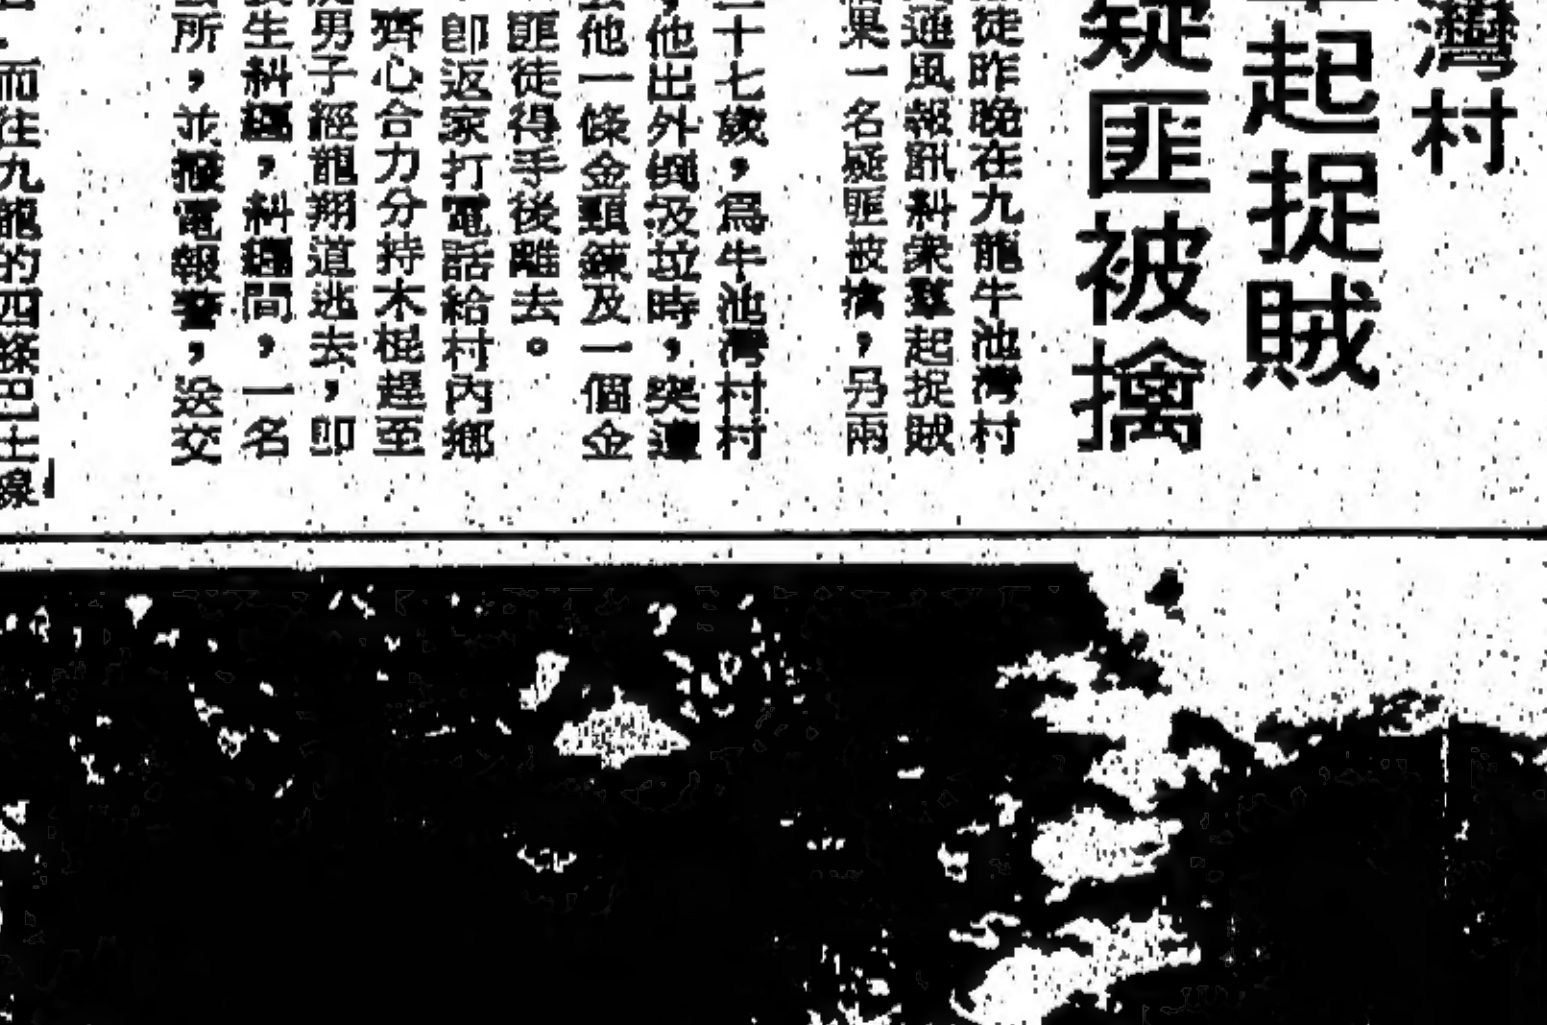 灣村
起捉賊
疑匪被擒
徒昨晚在九龍牛池灣村
通風報訊糾衆羣起捉賊
果一名疑匪被擒，另兩
二十七歲，爲牛池灣村村
他出外倒垃圾時，突遭
他一條金頸鍊及一個金
匪徒得手後離去。
即返家打電話給村內鄉
齊心合力分持木棍趕至
男子經龍翔道逃去，即
生糾纏，糾纏間，一名
所，並撥電報警，送交
而往九龍的四條巴士線